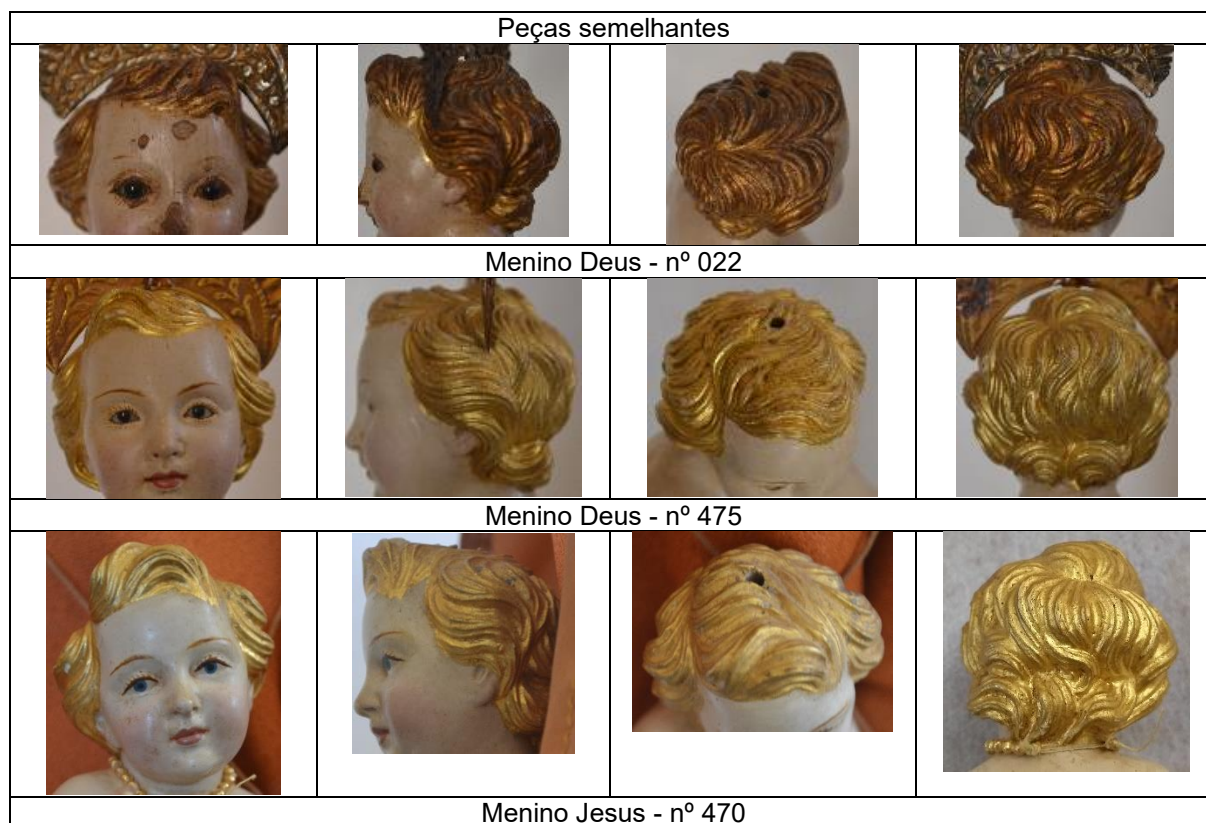 Peças semelhantes
Menino Deus - nº 022
Menino Deus - nº 475
Menino Jesus - nº 470